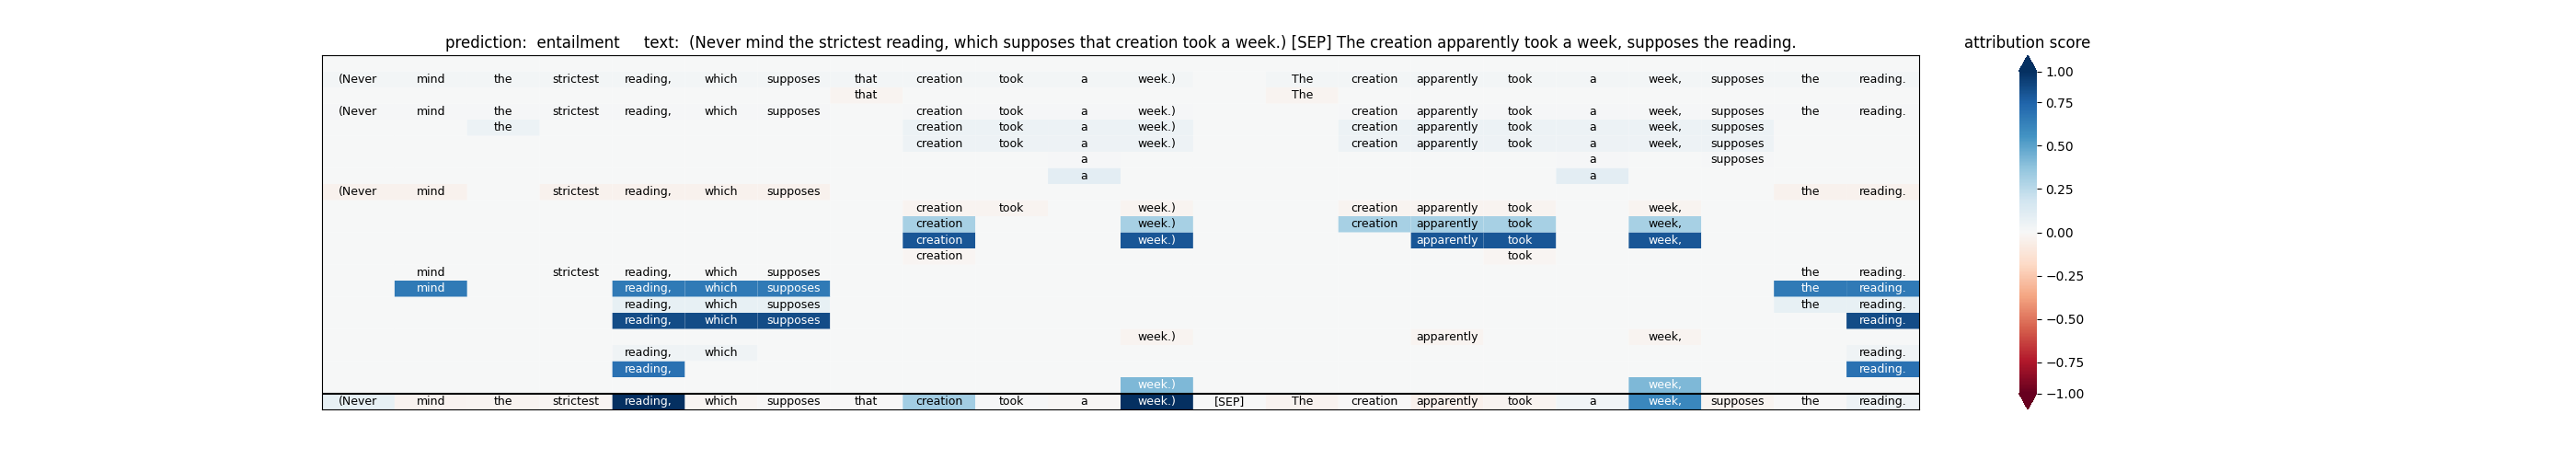 prediction:  entailment     text:  (Never mind the strictest reading, which supposes that creation took a week.) [SEP] The creation apparently took a week, supposes the reading.
attribution score
(Never mind the strictest reading, which supposes that creation took a week.) The creation apparently took a week, supposes the reading.
that The
(Never mind the strictest reading, which supposes creation took a week.) creation apparently took a week, supposes the reading.
the creation took a week.) creation apparently took a week, supposes
creation took a week.) creation apparently took a week, supposes
a a supposes
a a
(Never mind strictest reading, which supposes the reading.
creation took week.) creation apparently took week,
creation week.) creation apparently took week,
creation week.) apparently took week,
creation took
mind strictest reading, which supposes the reading.
mind reading, which supposes the reading.
reading, which supposes the reading.
reading, which supposes reading.
week.) apparently week,
reading, which reading.
reading, reading.
week.) week,
(Never mind the strictest reading, which supposes that creation took a week.) [SEP] The creation apparently took a week, supposes the reading.
1.00
0.75
0.50
0.25
0.00
−0.25
−0.50
−0.75
−1.00